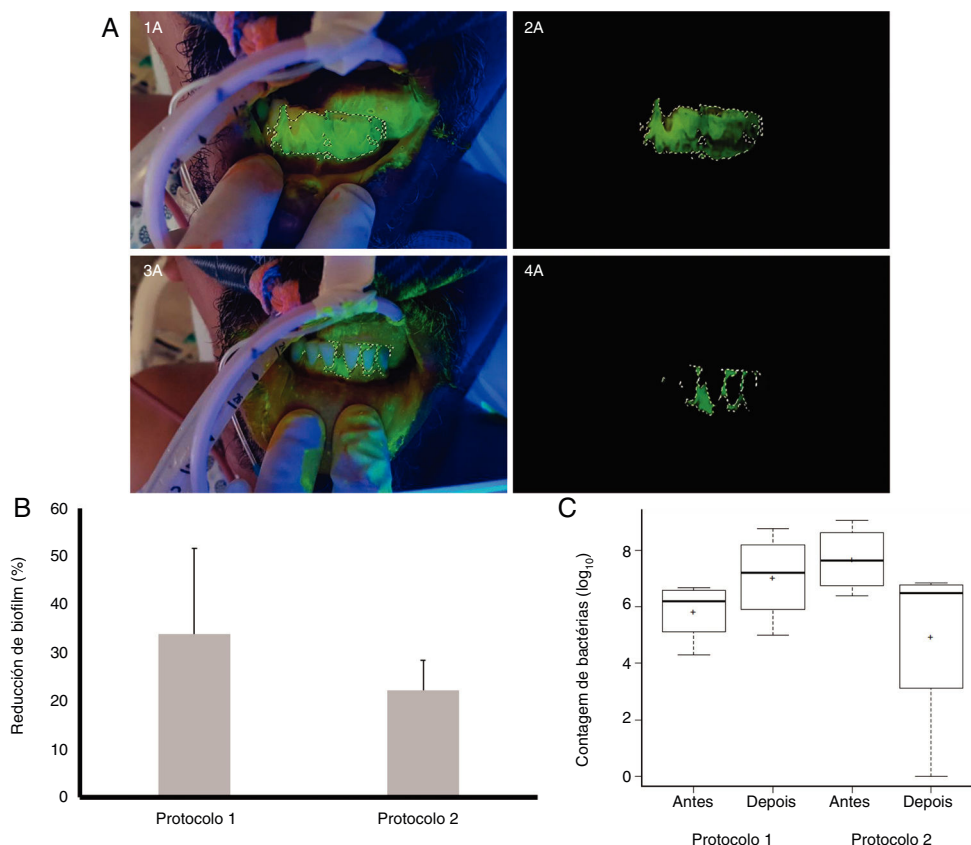 A
1A
2A
3A
4A
B
Reducción de biofilm (%)
60
50
40
30
20
10
0
Protocolo 1
Protocolo 2
C
Contagem de bactérias (log10)
8
6
4
2
0
Antes
Depois
Antes
Depois
Protocolo 1
Protocolo 2